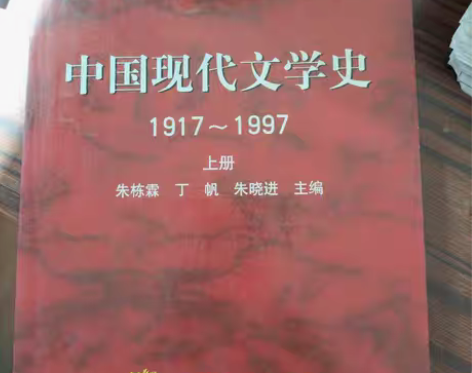 中国现代文学史
1917～1997
上册
朱栋霖 丁 帆 朱晓进 主编